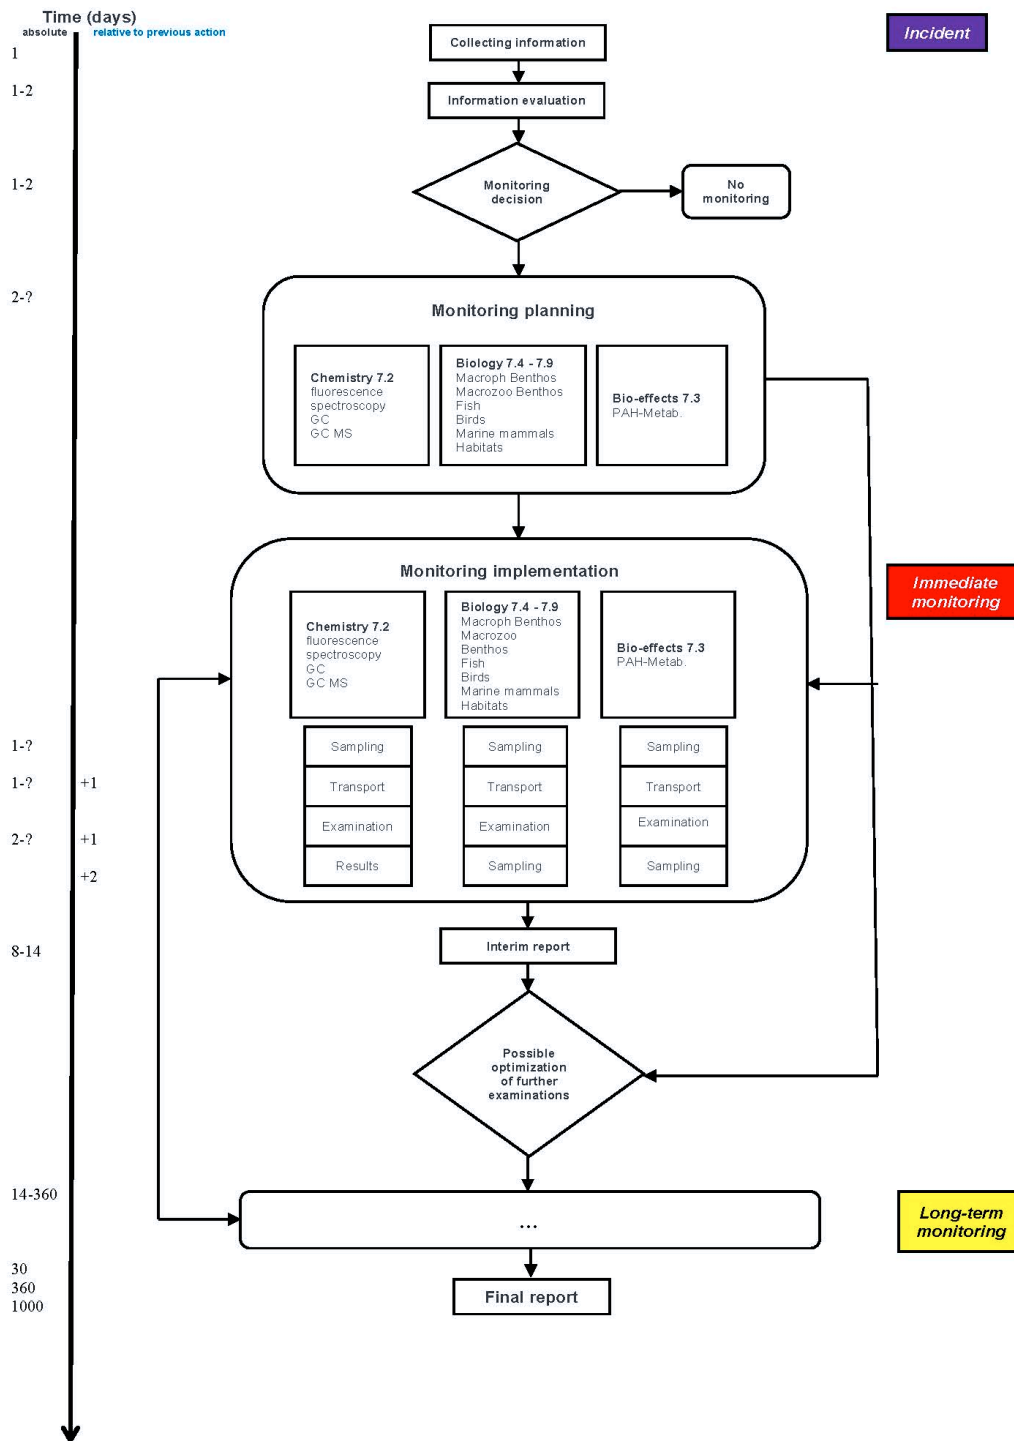 Time (days)
absolute
relative to previous action
Collecting information
Incident
1
1-2
Information evaluation
1-2
Monitoring
decision
No
monitoring
2-?
Monitoring planning
Chemistry 7.2
fluorescence
spectroscopy
GC
GC MS
Biology 7.4 - 7.9
Macroph Benthos
Macrozoo Benthos
Fish
Birds
Marine mammals
Habitats
Bio-effects 7.3
PAH-Metab.
Monitoring implementation
Immediate
monitoring
Chemistry 7.2
fluorescence
spectroscopy
GC
GC MS
Biology 7.4 - 7.9
Macroph Benthos
Macrozoo
Benthos
Fish
Birds
Marine mammals
Habitats
Bio-effects 7.3
PAH-Metab.
1-?
Sampling
Sampling
Sampling
1-?
+1
Transport
Transport
Transport
2-?
+1
Examination
Examination
Examination
+2
Results
Sampling
Sampling
8-14
Interim report
Possible
optimization
of further
examinations
14-360
...
Long-term
monitoring
30
360
1000
Final report